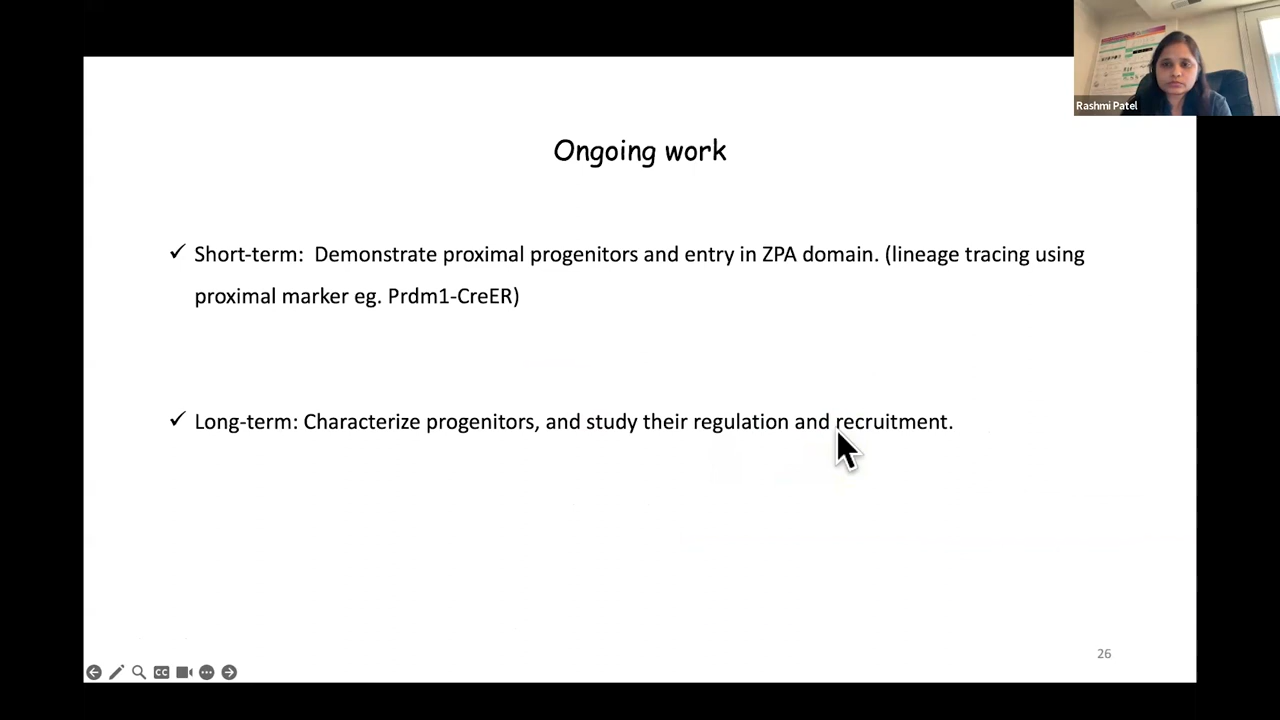 Rashmi Patel
Ongoing work
✓ Short-term: Demonstrate proximal progenitors and entry in ZPA domain. (lineage tracing using
proximal marker eg. Prdm1-CreER)
✓ Long-term: Characterize progenitors, and study their regulation and recruitment.
26
CC